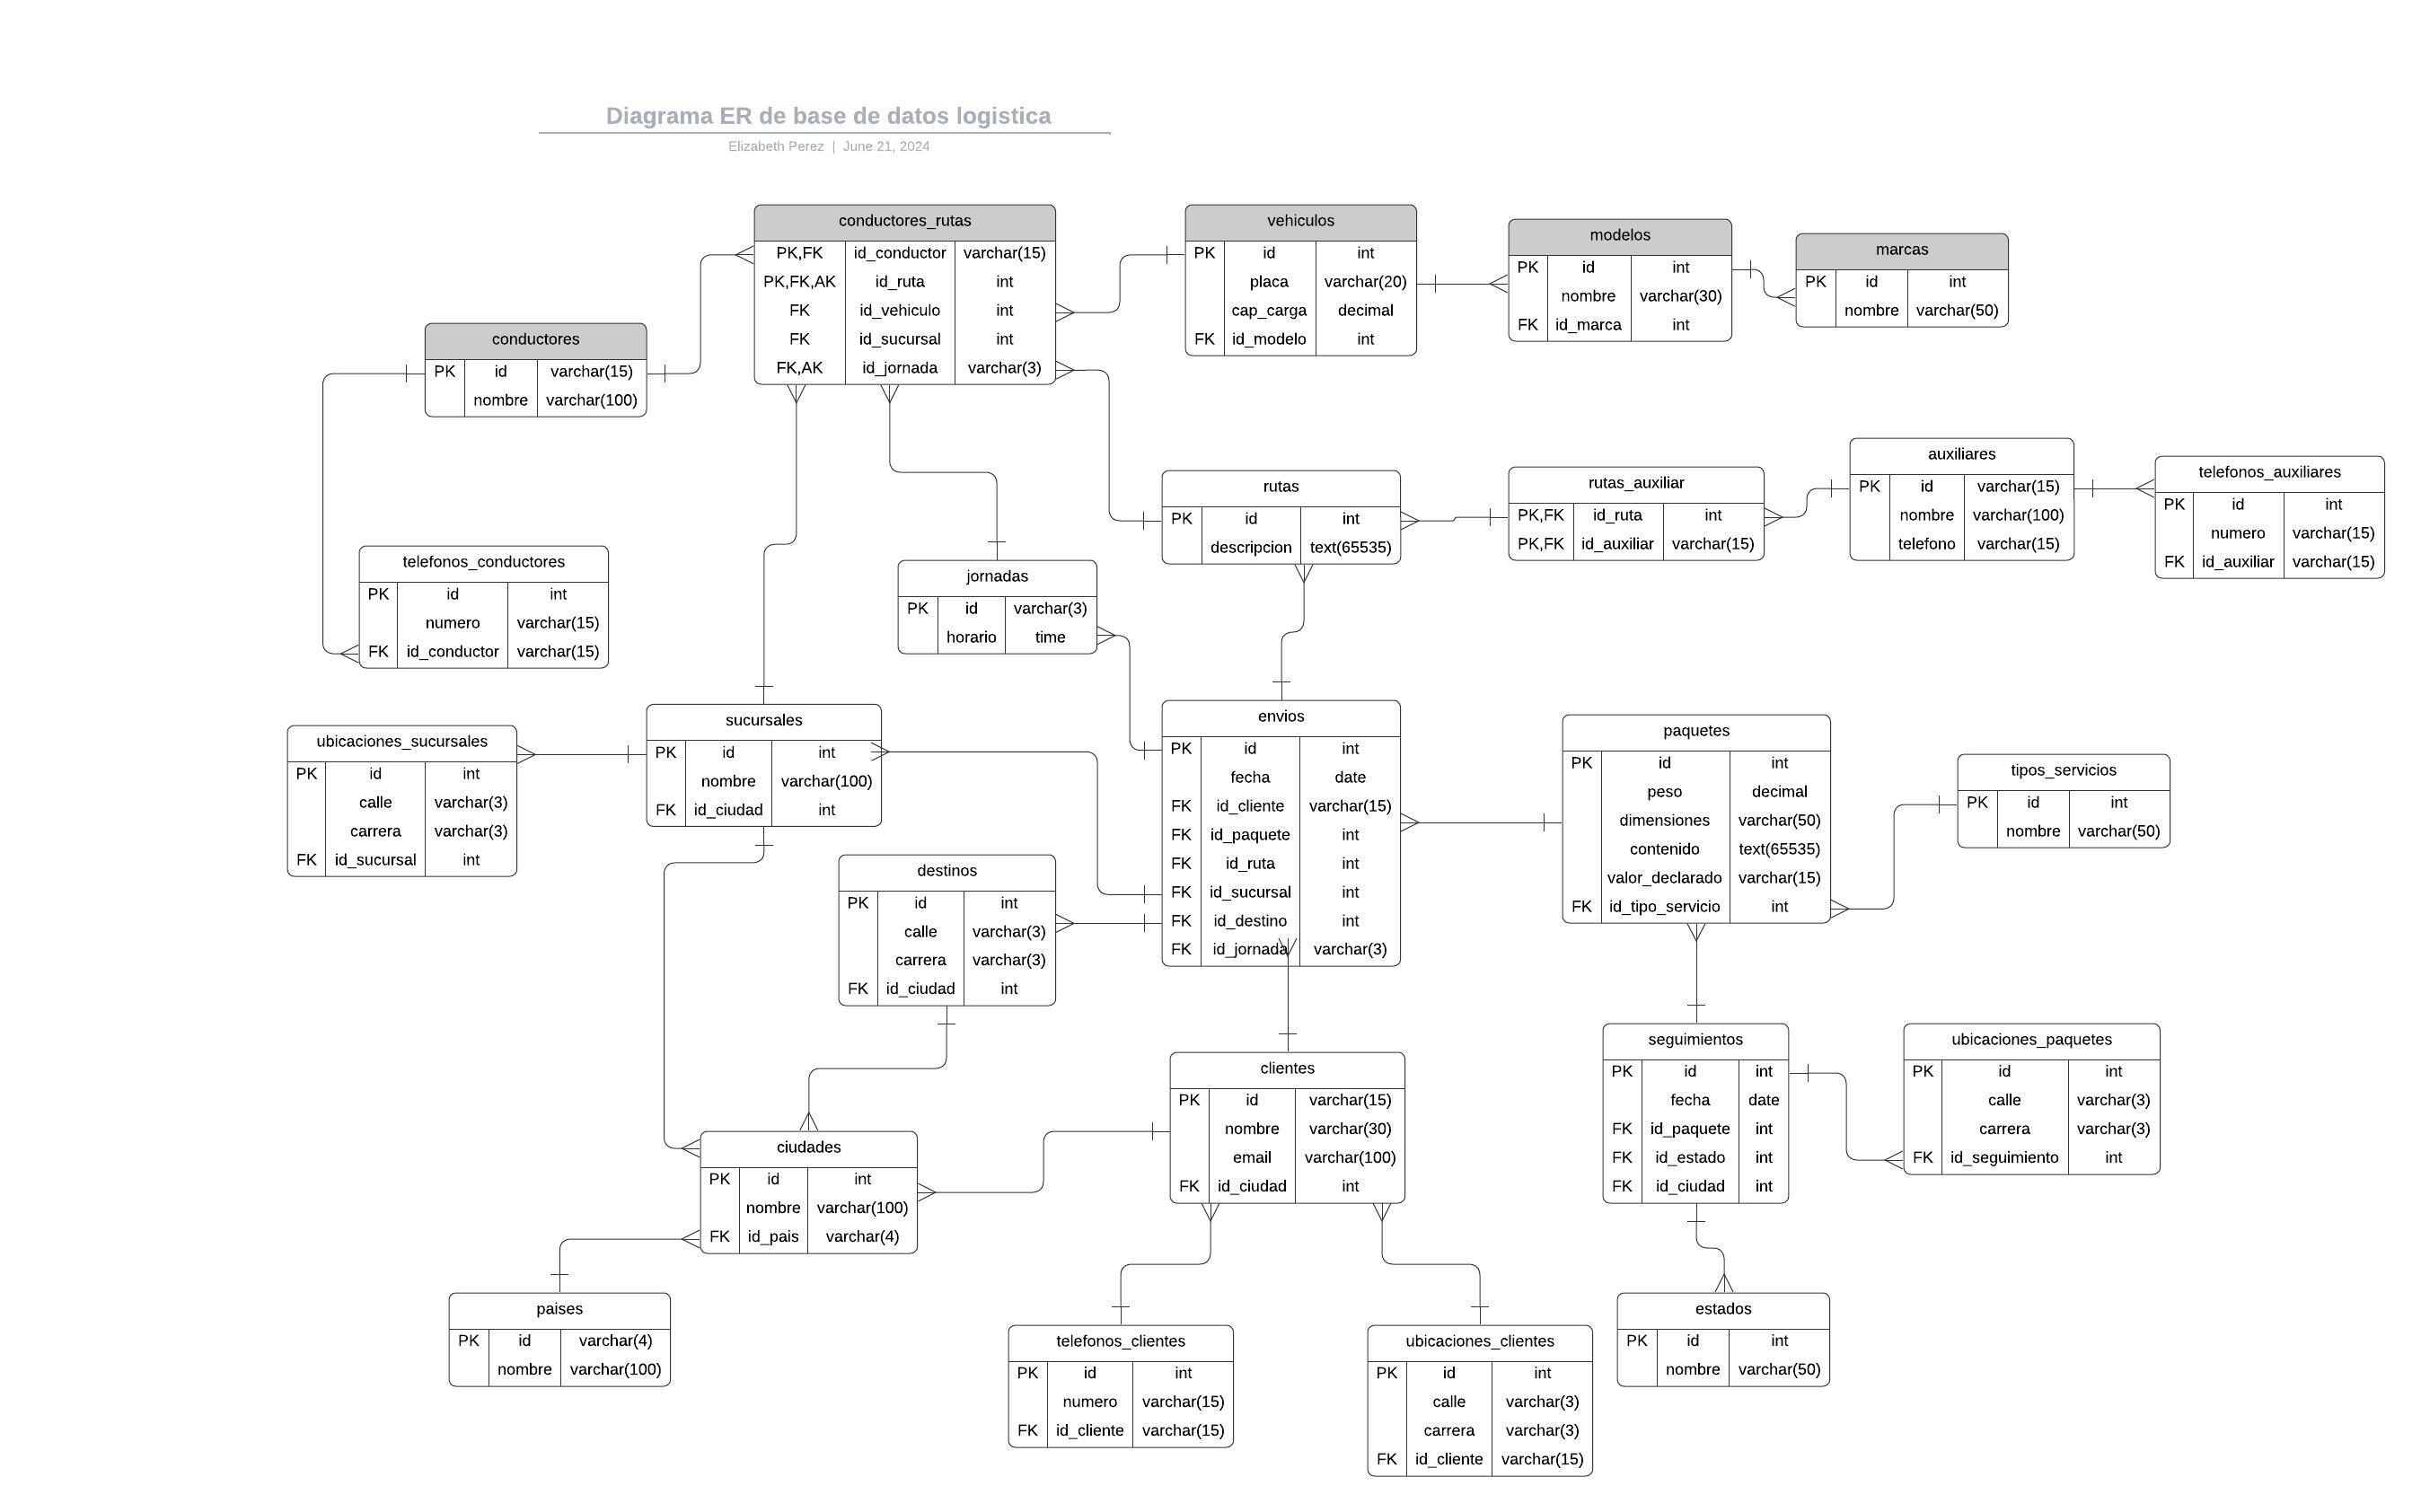 Diagrama ER de base de datos logistica
Elizabeth Perez | June 21, 2024
conductores_rutas
PK,FK id_conductor varchar(15)
PK,FK,AK id_ruta int
FK id_vehiculo int
FK id_sucursal int
FK,AK id_jornada varchar(3)
vehiculos
PK id int
placa varchar(20)
cap_carga decimal
FK id_modelo int
modelos
PK id int
nombre varchar(30)
FK id_marca int
marcas
PK id int
nombre varchar(50)
conductores
PK id varchar(15)
nombre varchar(100)
rutas
PK id int
descripcion text(65535)
rutas_auxiliar
PK,FK id_ruta int
PK,FK id_auxiliar varchar(15)
auxiliares
PK id varchar(15)
nombre varchar(100)
telefono varchar(15)
telefonos_auxiliares
PK id int
numero varchar(15)
FK id_auxiliar varchar(15)
telefonos_conductores
PK id int
numero varchar(15)
FK id_conductor varchar(15)
jornadas
PK id varchar(3)
horario time
ubicaciones_sucursales
PK id int
calle varchar(3)
carrera varchar(3)
FK id_sucursal int
sucursales
PK id int
nombre varchar(100)
FK id_ciudad int
envios
PK id int
fecha date
FK id_cliente varchar(15)
FK id_paquete int
FK id_ruta int
FK id_sucursal int
FK id_destino int
FK id_jornada varchar(3)
paquetes
PK id int
peso decimal
dimensiones varchar(50)
contenido text(65535)
valor_declarado varchar(15)
FK id_tipo_servicio int
tipos_servicios
PK id int
nombre varchar(50)
destinos
PK id int
calle varchar(3)
carrera varchar(3)
FK id_ciudad int
clientes
PK id varchar(15)
nombre varchar(30)
email varchar(100)
FK id_ciudad int
seguimientos
PK id int
fecha date
FK id_paquete int
FK id_estado int
FK id_ciudad int
ubicaciones_paquetes
PK id int
calle varchar(3)
carrera varchar(3)
FK id_seguimiento int
ciudades
PK id int
nombre varchar(100)
FK id_pais varchar(4)
paises
PK id varchar(4)
nombre varchar(100)
telefonos_clientes
PK id int
numero varchar(15)
FK id_cliente varchar(15)
ubicaciones_clientes
PK id int
calle varchar(3)
carrera varchar(3)
FK id_cliente varchar(15)
estados
PK id int
nombre varchar(50)